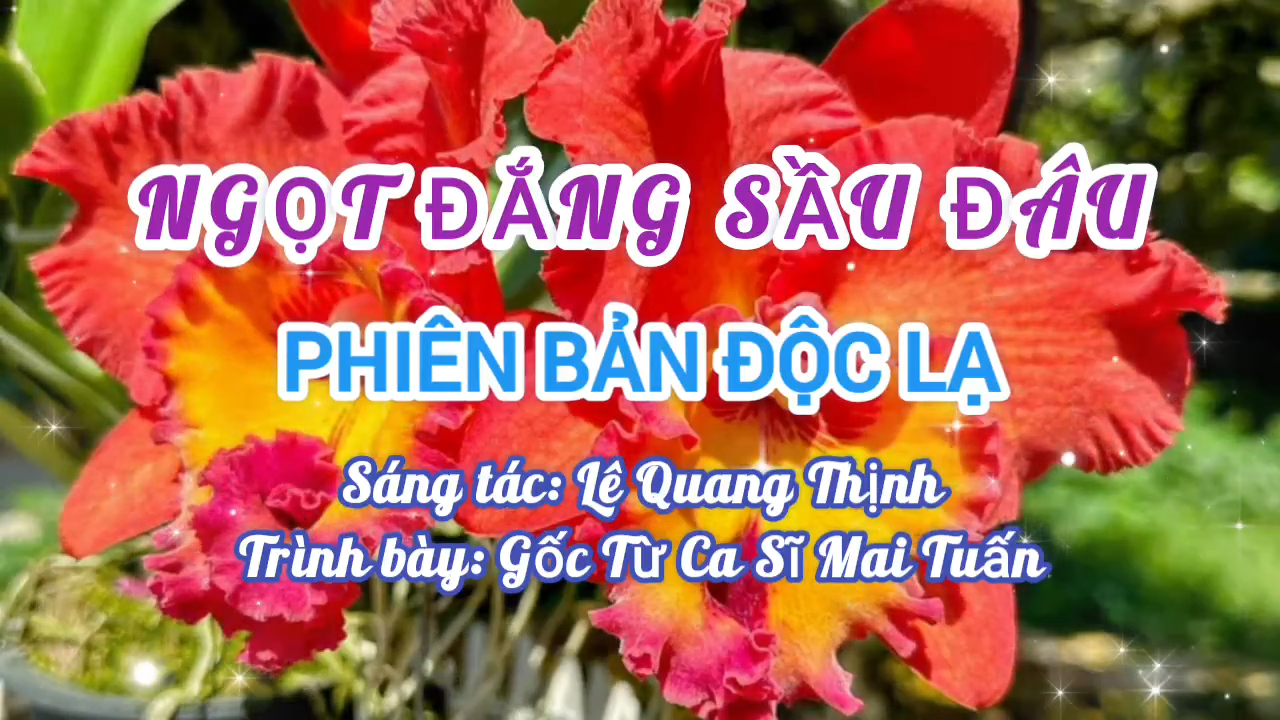 NGỌT ĐẮNG SẦU ĐÂU
PHIÊN BẢN ĐỘC LẠ
Sáng tác: Lê Quang Thịnh
Trình bày: Gốc Từ Ca Sĩ Mai Tuấn